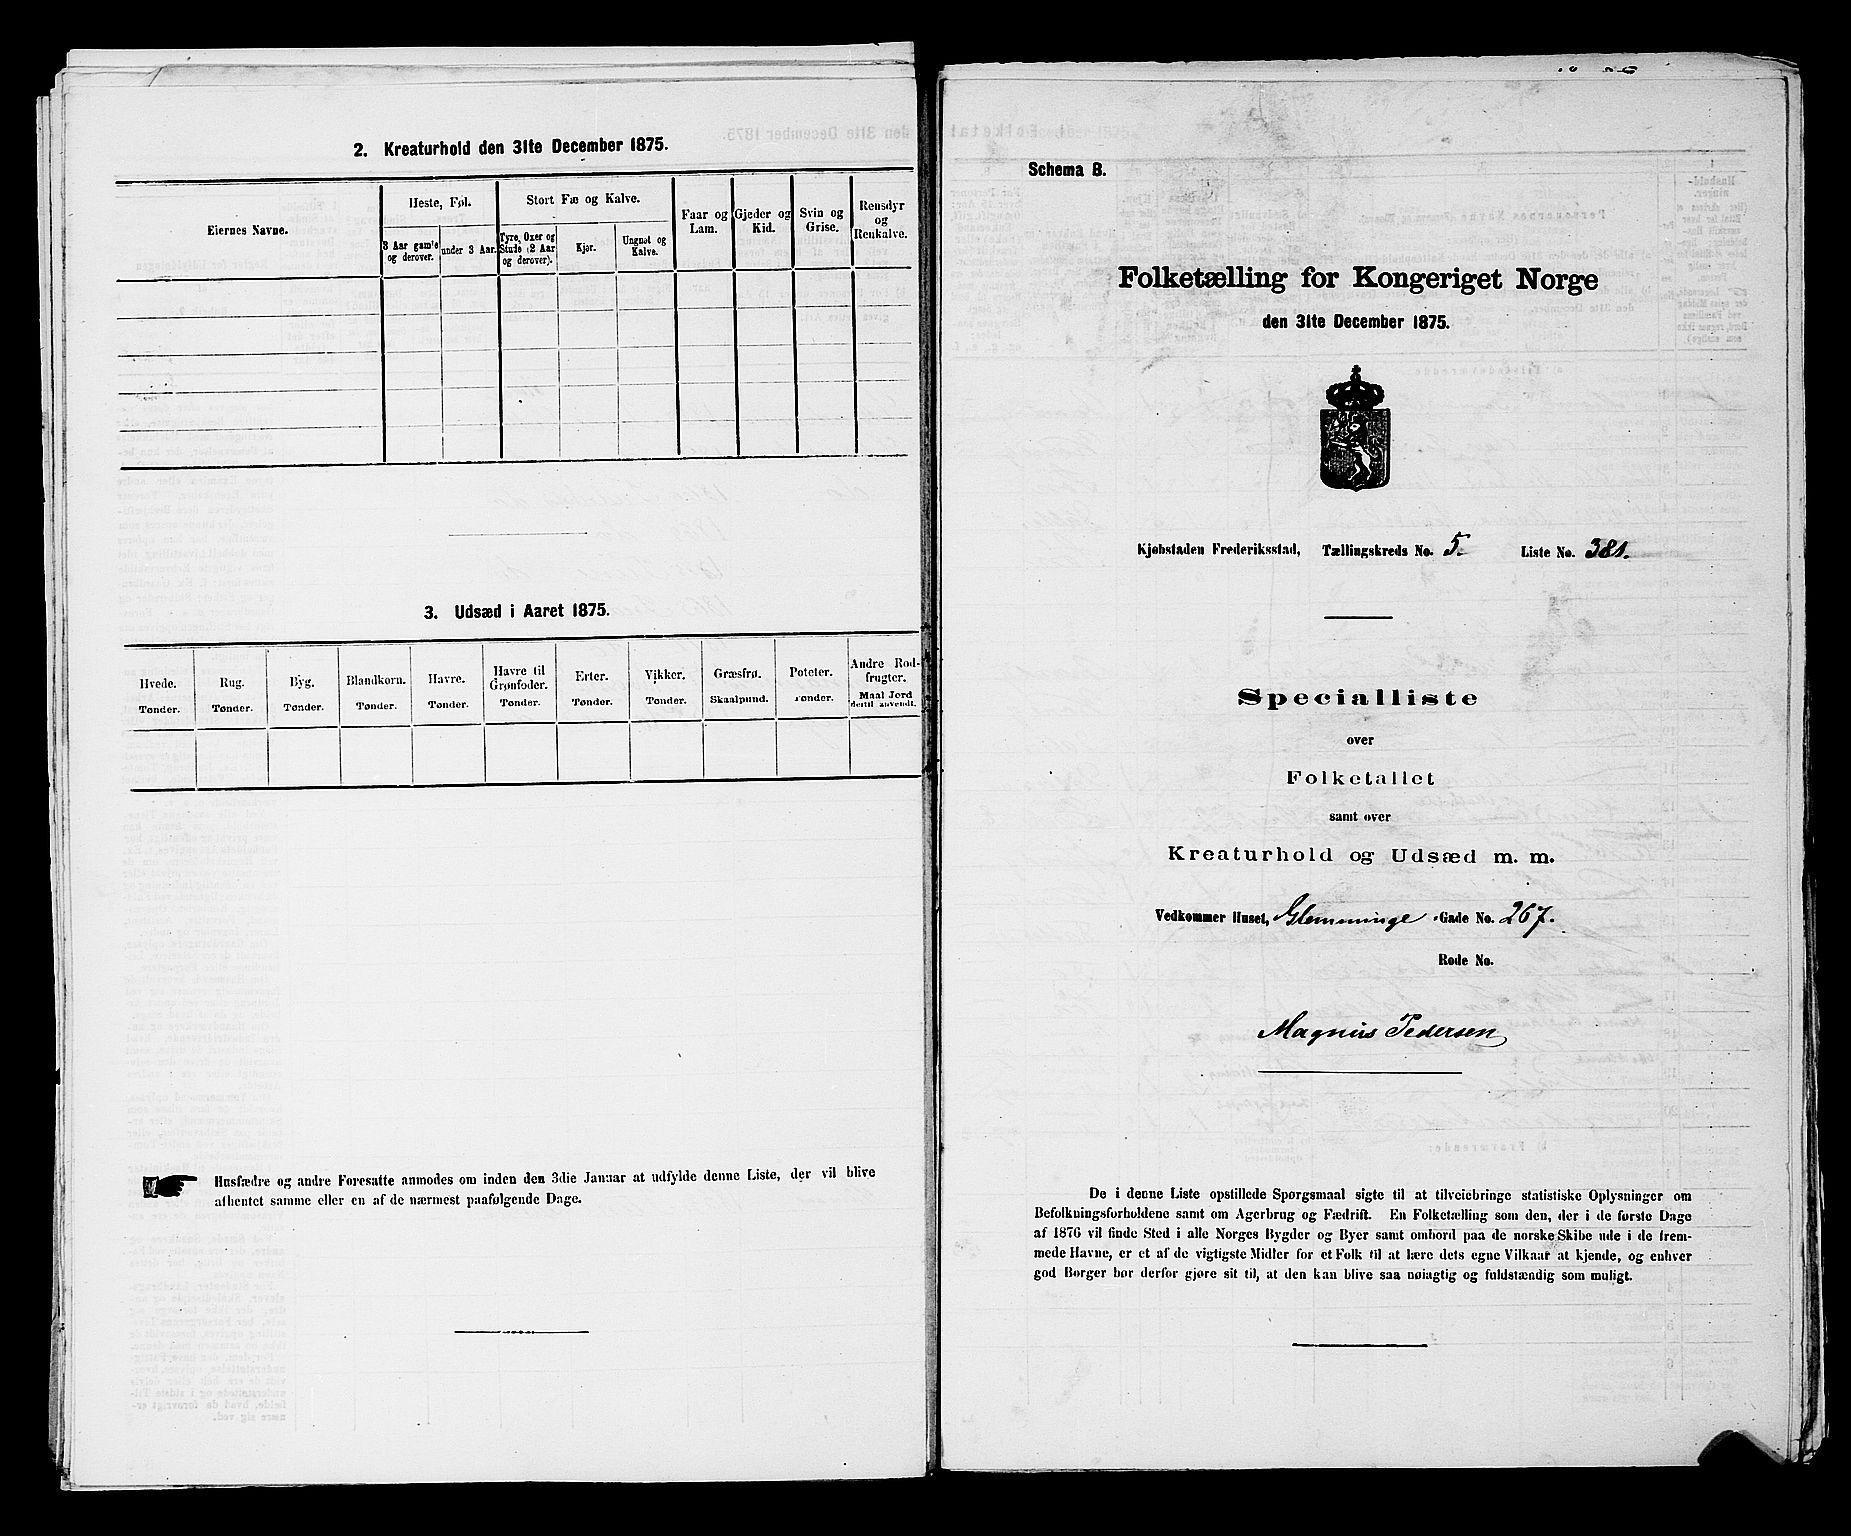 2. Kreaturhold den 31te December 1875.
Eiernes Navne.
Heste, Føl.
Stort Fæ og Kalve.
Faar og Lam.
Gjeder og Kid.
Svin og Grise.
Rensdyr og Renkalve.
3 Aar gamle og derover.
under 3 Aar.
Tyre, Oxer og Stude (2 Aar og derover).
Kjør.
Ungnøt og Kalve.
3. Udsæd i Aaret 1875.
Hvede. Tønder.
Rug. Tønder.
Byg. Tønder.
Blandkorn. Tønder.
Havre. Tønder.
Havre til Grønfoder. Tønder.
Erter. Tønder.
Vikker. Tønder.
Græsfrø. Skaalpund.
Poteter. Tønder.
Andre Rodfrugter. Maal Jord dertil anvendt.
Husfædre og andre Foresatte anmodes om inden den 3die Januar at udfylde denne Liste, der vil blive
afhentet samme eller en af de nærmest paafølgende Dage.
Schema B.
Folketælling for Kongeriget Norge
den 31te December 1875.
Kjøbstaden Frederiksstad, Tællingskreds No. 5. Liste No. 381.
Specialliste
over
Folketallet
samt over
Kreaturhold og Udsæd m. m.
Vedkommer Huset, Glemminge Gade No. 267.
Rode No.
Magnus Pedersen
De i denne Liste opstillede Spørgsmaal sigte til at tilveiebringe statistiske Oplysninger om
Befolkningsforholdene samt om Agerbrug og Fædrift. En Folketælling som den, der i de første Dage
af 1876 vil finde Sted i alle Norges Bygder og Byer samt ombord paa de norske Skibe ude i de frem-
mede Havne, er et af de vigtigste Midler for et Folk til at lære dets egne Vilkaar at kjende, og enhver
god Borger bør derfor gjøre sit til, at den kan blive saa nøiagtig og fuldstændig som muligt.